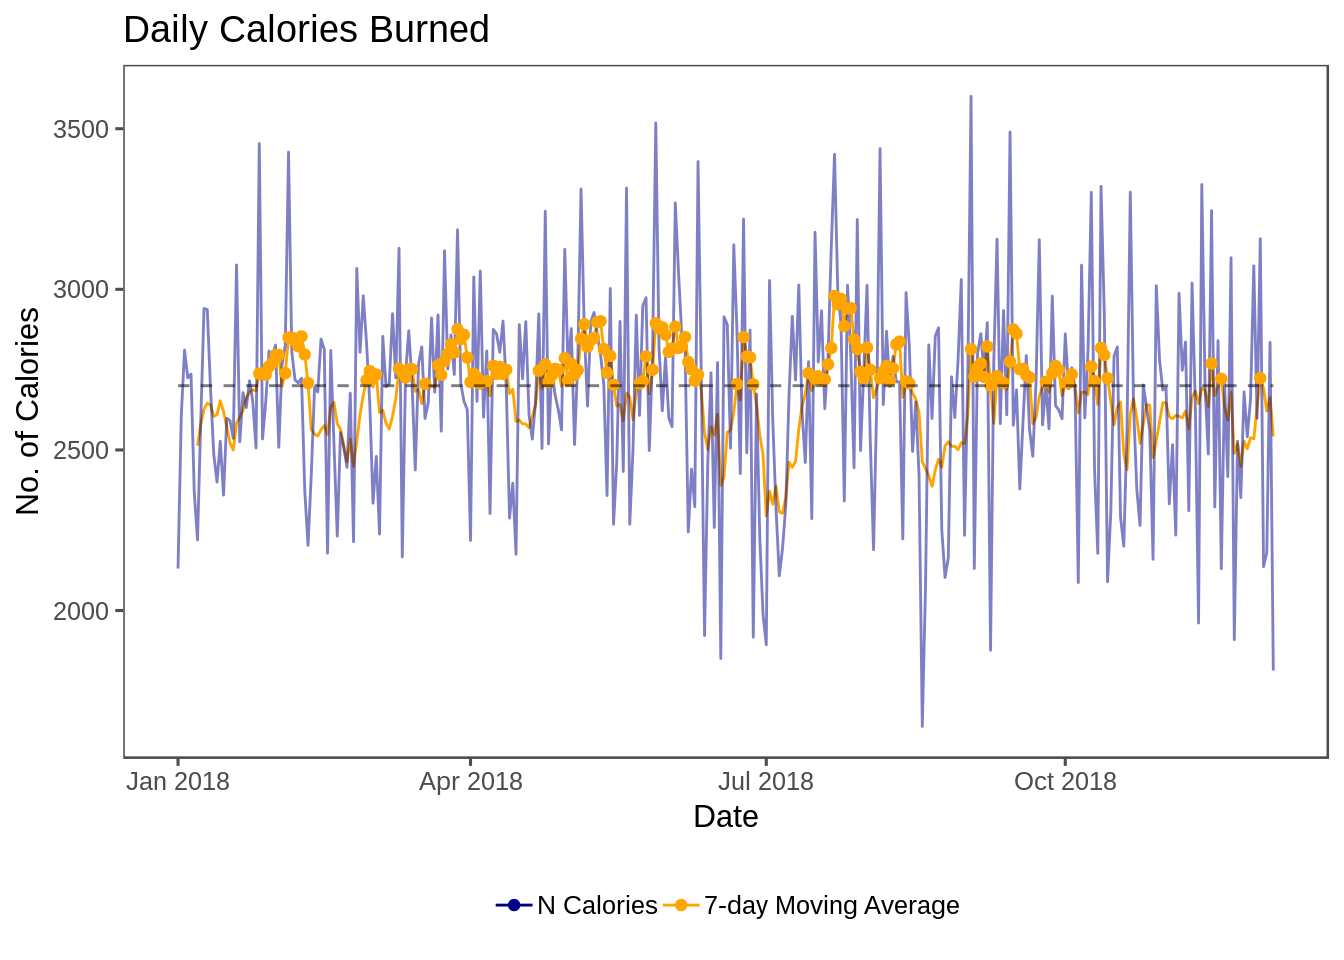 Daily Calories Burned
No. of Calories
3500
3000
2500
2000
Jan 2018 Apr 2018 Jul 2018 Oct 2018
Date
N Calories 7-day Moving Average